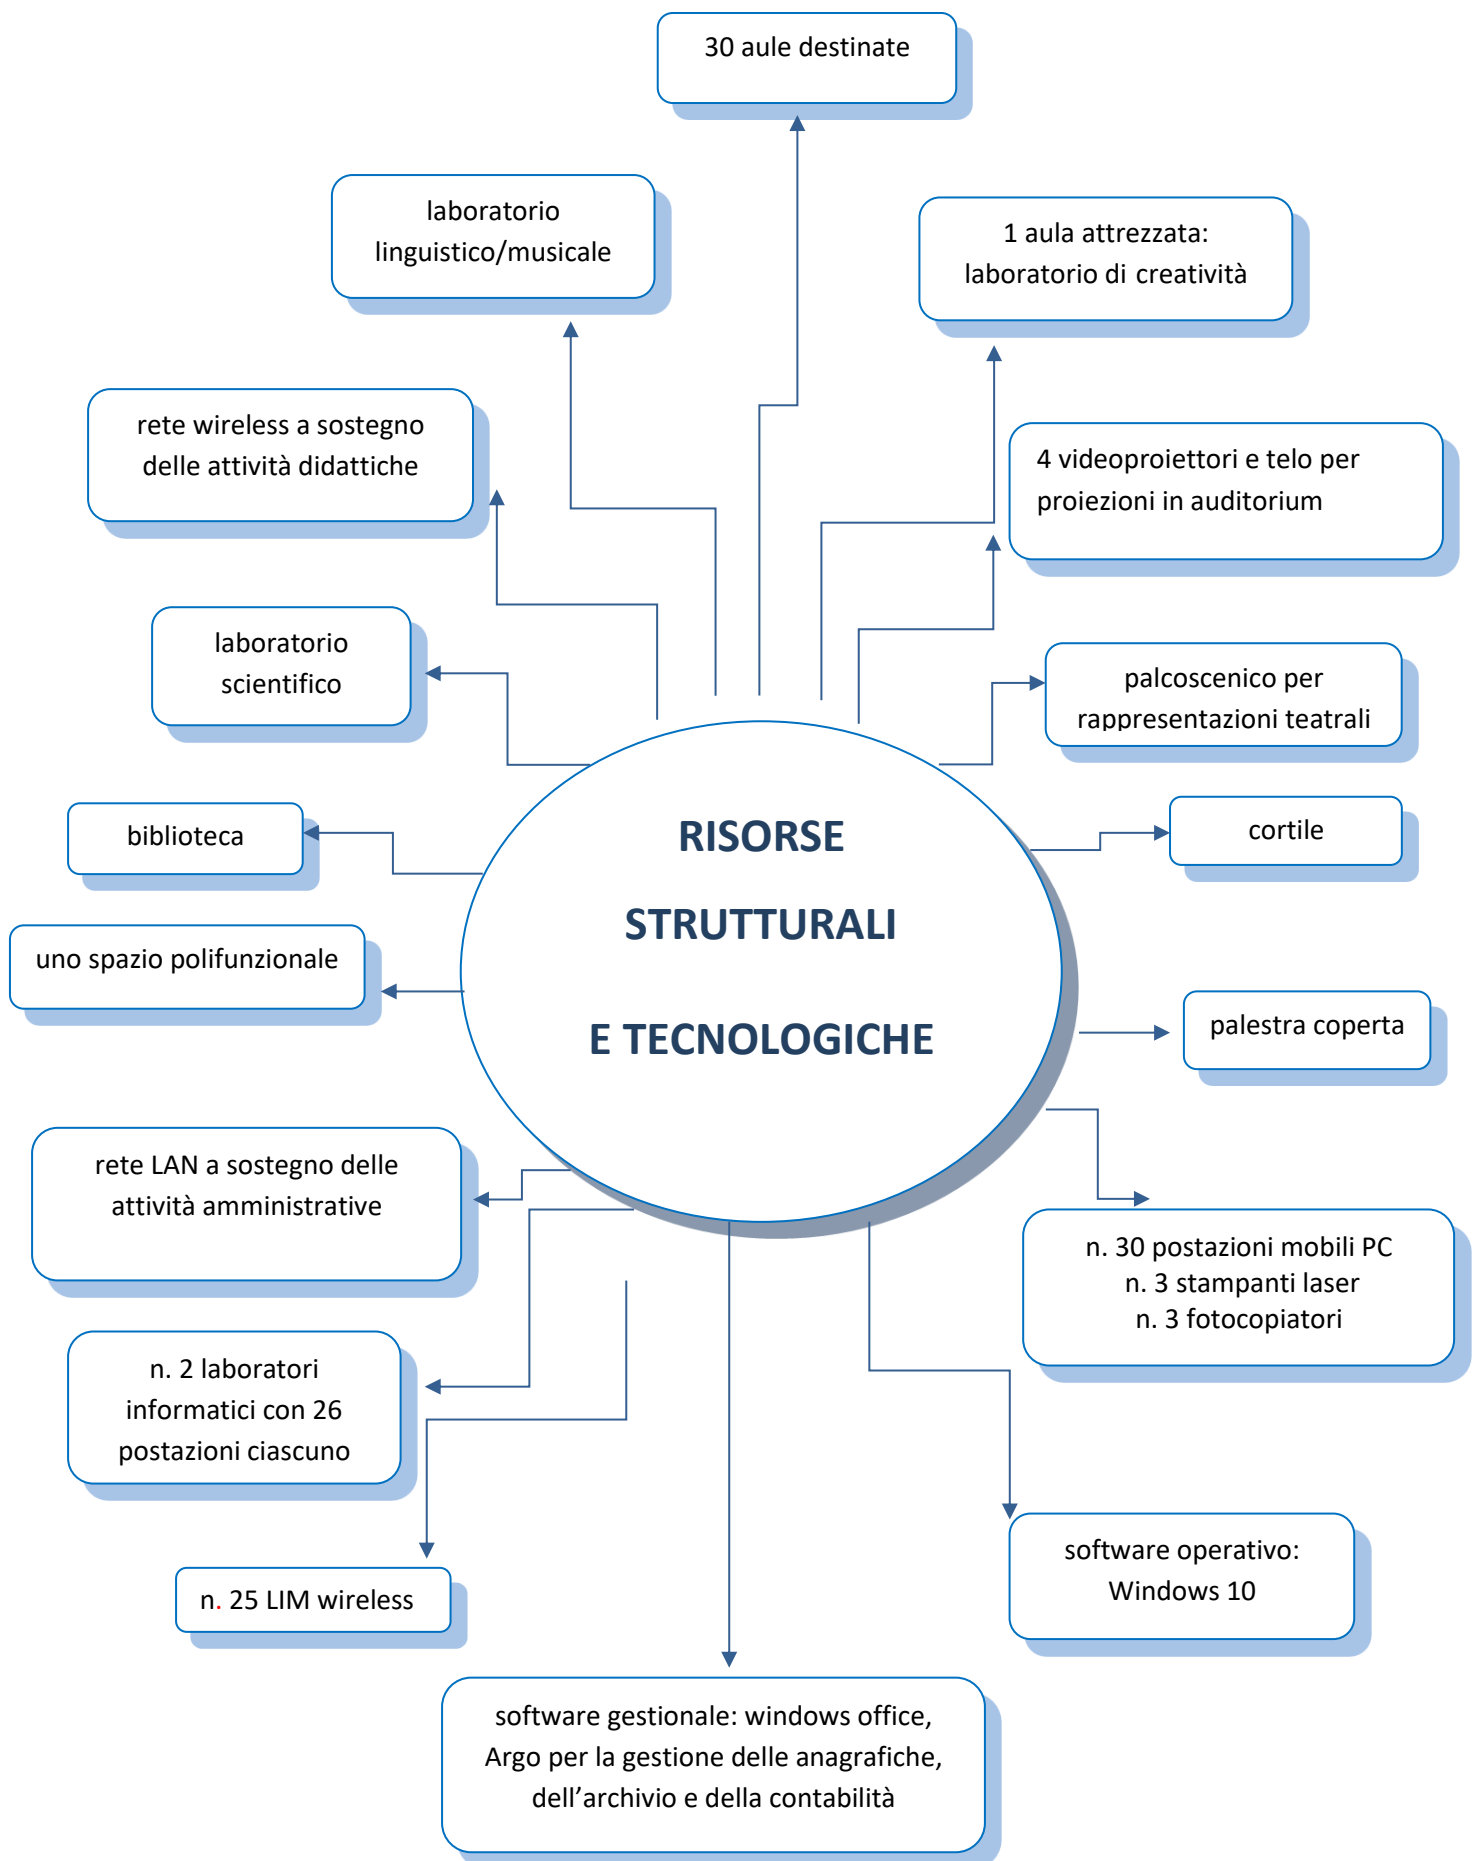 30 aule destinate
laboratorio
linguistico/musicale
1 aula attrezzata:
laboratorio di creatività
rete wireless a sostegno
delle attività didattiche
4 videoproiettori e telo per
proiezioni in auditorium
laboratorio
scientifico
palcoscenico per
rappresentazioni teatrali
biblioteca
cortile
RISORSE
STRUTTURALI
E TECNOLOGICHE
uno spazio polifunzionale
palestra coperta
rete LAN a sostegno delle
attività amministrative
n. 30 postazioni mobili PC
n. 3 stampanti laser
n. 3 fotocopiatori
n. 2 laboratori
informatici con 26
postazioni ciascuno
n. 25 LIM wireless
software operativo:
Windows 10
software gestionale: windows office,
Argo per la gestione delle anagrafiche,
dell’archivio e della contabilità